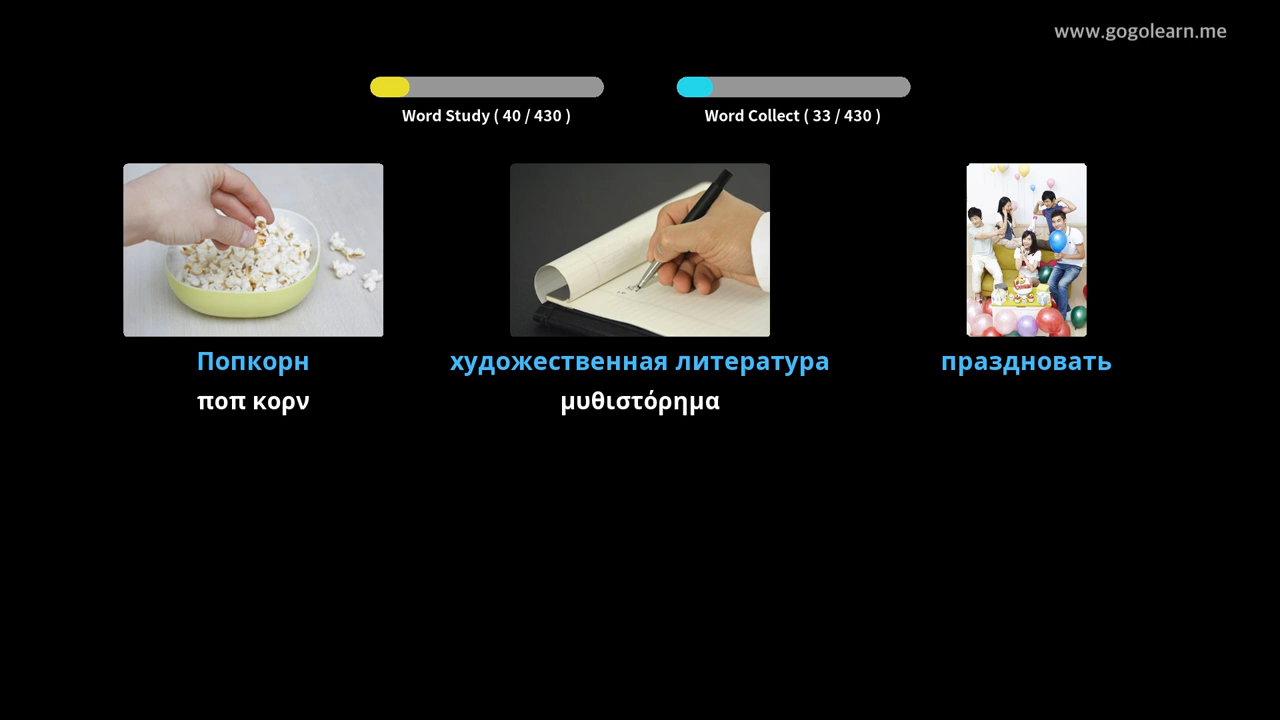 www.gogolearn.me
Word Study ( 40 / 430 )
Word Collect ( 33 / 430 )
Попкорн
художественная литература
праздновать
ποπ κορν
μυθιστόρημα